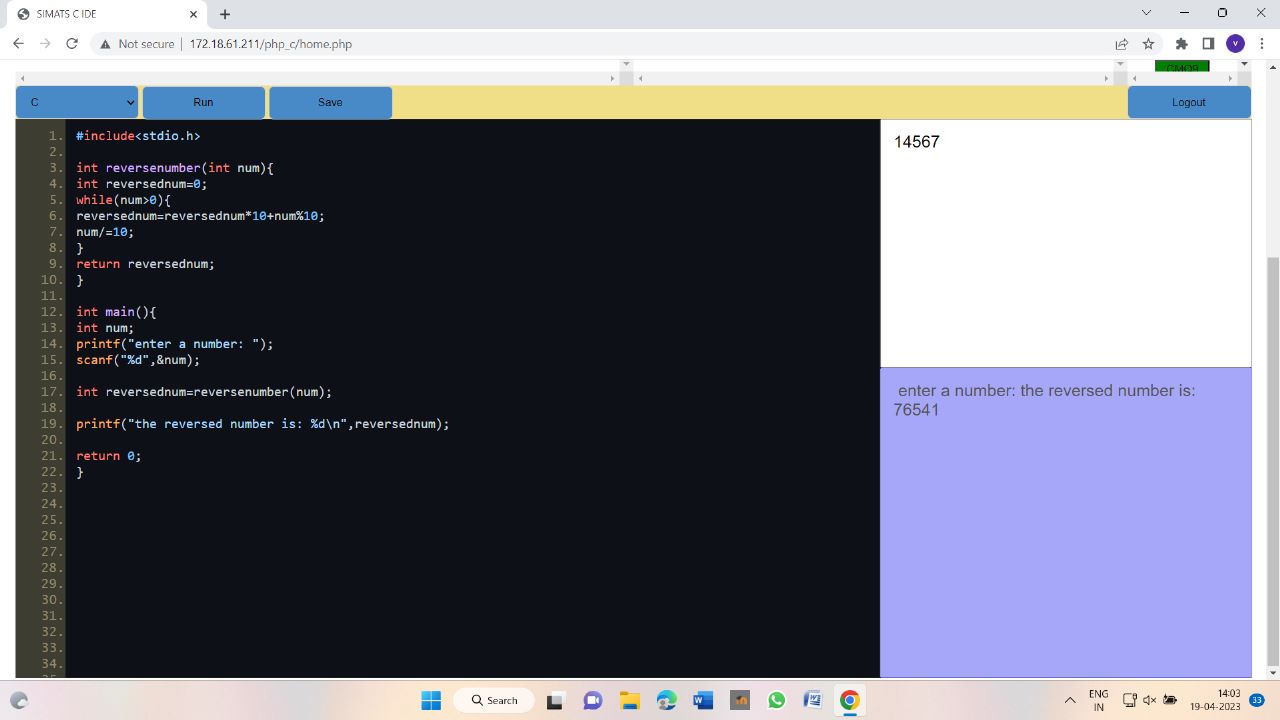 SIMATS C IDE
Not secure | 172.18.61.211/php_c/home.php
V
CMO9
C Run Save Logout
1. #include<stdio.h>
2.
3. int reversenumber(int num){
4. int reversednum=0;
5. while(num>0){
6. reversednum=reversednum*10+num%10;
7. num/=10;
8. }
9. return reversednum;
10. }
11.
12. int main(){
13. int num;
14. printf("enter a number: ");
15. scanf("%d",&num);
16.
17. int reversednum=reversenumber(num);
18.
19. printf("the reversed number is: %d\n",reversednum);
20.
21. return 0;
22. }
23.
24.
25.
26.
27.
28.
29.
30.
31.
32.
33.
34.
14567
enter a number: the reversed number is:
76541
Search
ENG
IN
14:03
19-04-2023
33